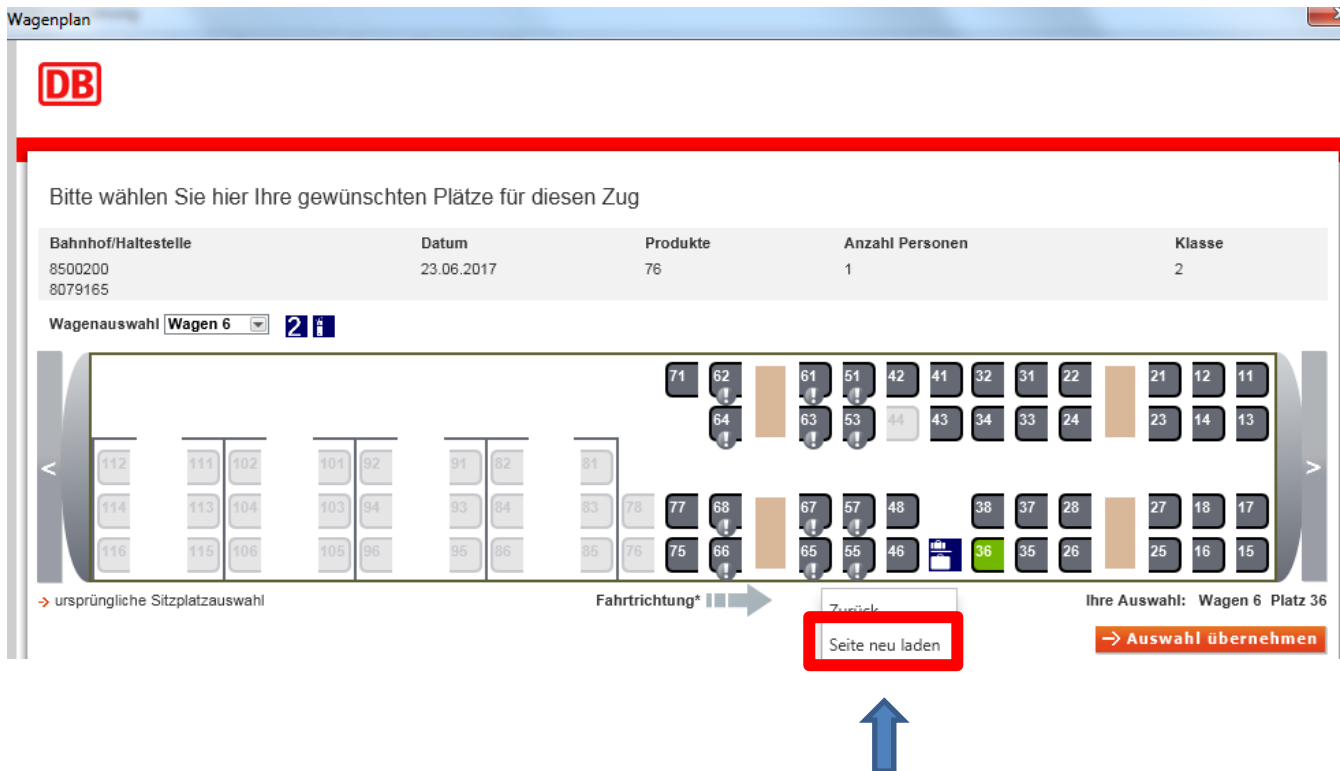 Wagenplan
DB
Bitte wählen Sie hier Ihre gewünschten Plätze für diesen Zug
Bahnhof/Haltestelle Datum Produkte Anzahl Personen Klasse
8500200 23.06.2017 76 1 2
8079165
Wagenauswahl Wagen 6 2
71 62 61 51 42 41 32 31 22 21 12 11
64 63 53 44 43 34 33 24 23 14 13
< 112 111 102 101 92 91 82 81 >
114 113 104 103 94 93 84 83 78 77 68 67 57 48 38 37 28 27 18 17
116 115 106 105 96 95 86 85 76 75 66 65 55 46 36 35 26 25 16 15
ursprüngliche Sitzplatzauswahl Fahrtrichtung* Zurück Ihre Auswahl: Wagen 6 Platz 36
Seite neu laden Auswahl übernehmen